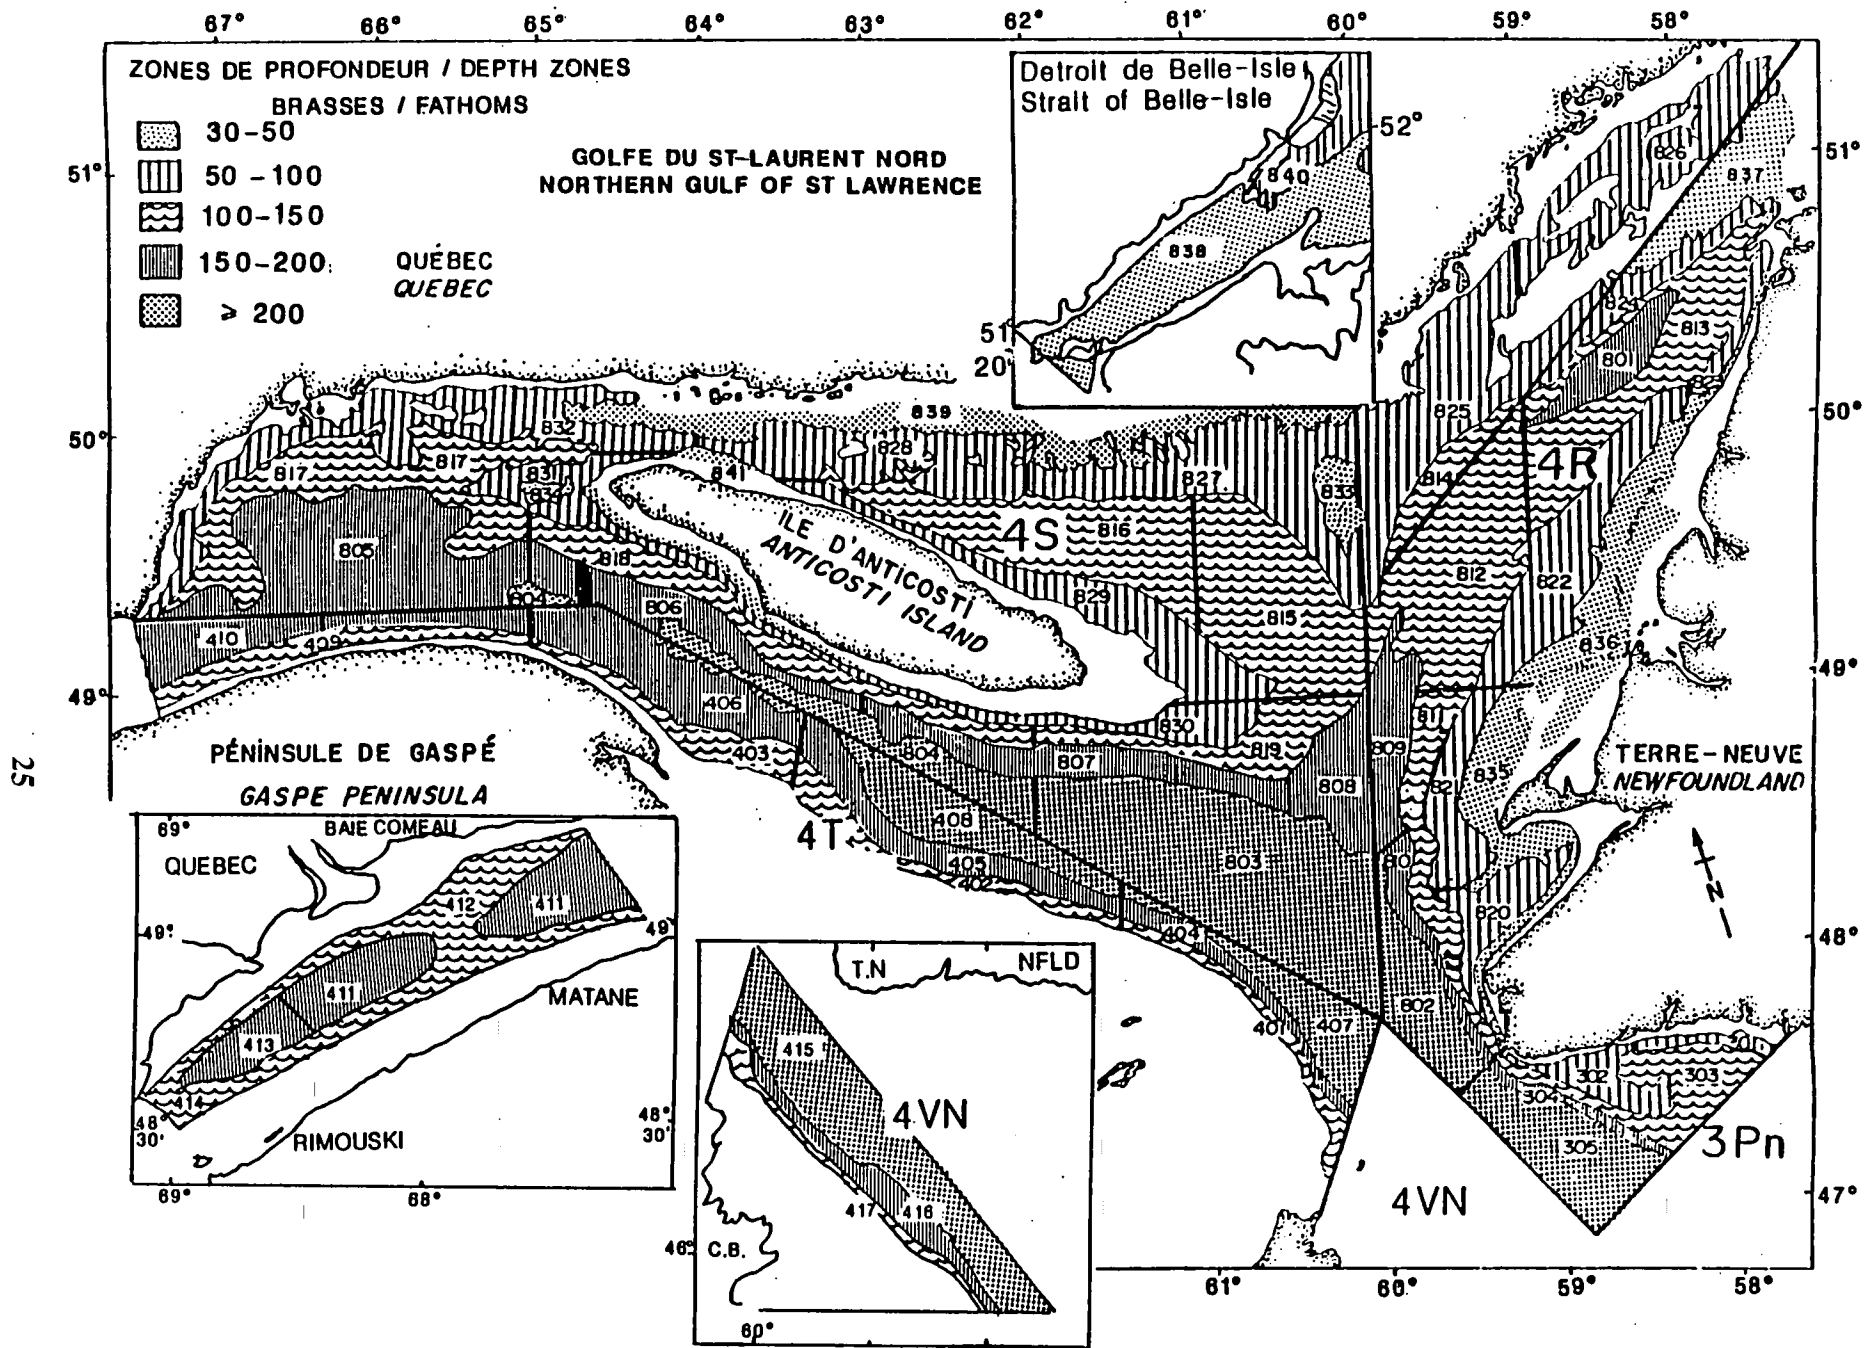 67° 66° 65° 64° 63° 62° 61° 60° 59° 58°
ZONES DE PROFONDEUR / DEPTH ZONES
BRASSES / FATHOMS
30-50
50-100
100-150
150-200
≥ 200
QUÉBEC
QUEBEC
GOLFE DU ST-LAURENT NORD
NORTHERN GULF OF ST LAWRENCE
Detroit de Belle-Isle
Strait of Belle-Isle
52°
840
838
51
20'
51° 51°
826
837
801
813
50° 50°
839
832
828
825
817 817
831
841
827
833
814
4R
4S
816
805
818
ILE D'ANTICOSTI
ANTICOSTI ISLAND
812
822
804
806
829
815
410
409
836
49° 49°
406
830
811
403
804
807
819
808
809
821
835
PÉNINSULE DE GASPÉ
GASPE PENINSULA
TERRE-NEUVE
NEWFOUNDLAND
4T
408
405
402
803
820
N
25
69°
BAIE COMEAU
QUEBEC
412
411
49° 49°
411
MATANE
413
414
48°
30'
48°
30'
RIMOUSKI
69° 68°
404
48°
401
407
802
302
303
304
305
3Pn
4VN
47°
T.N
NFLD
415
4VN
417
416
46°
C.B.
60°
61° 60° 59° 58°